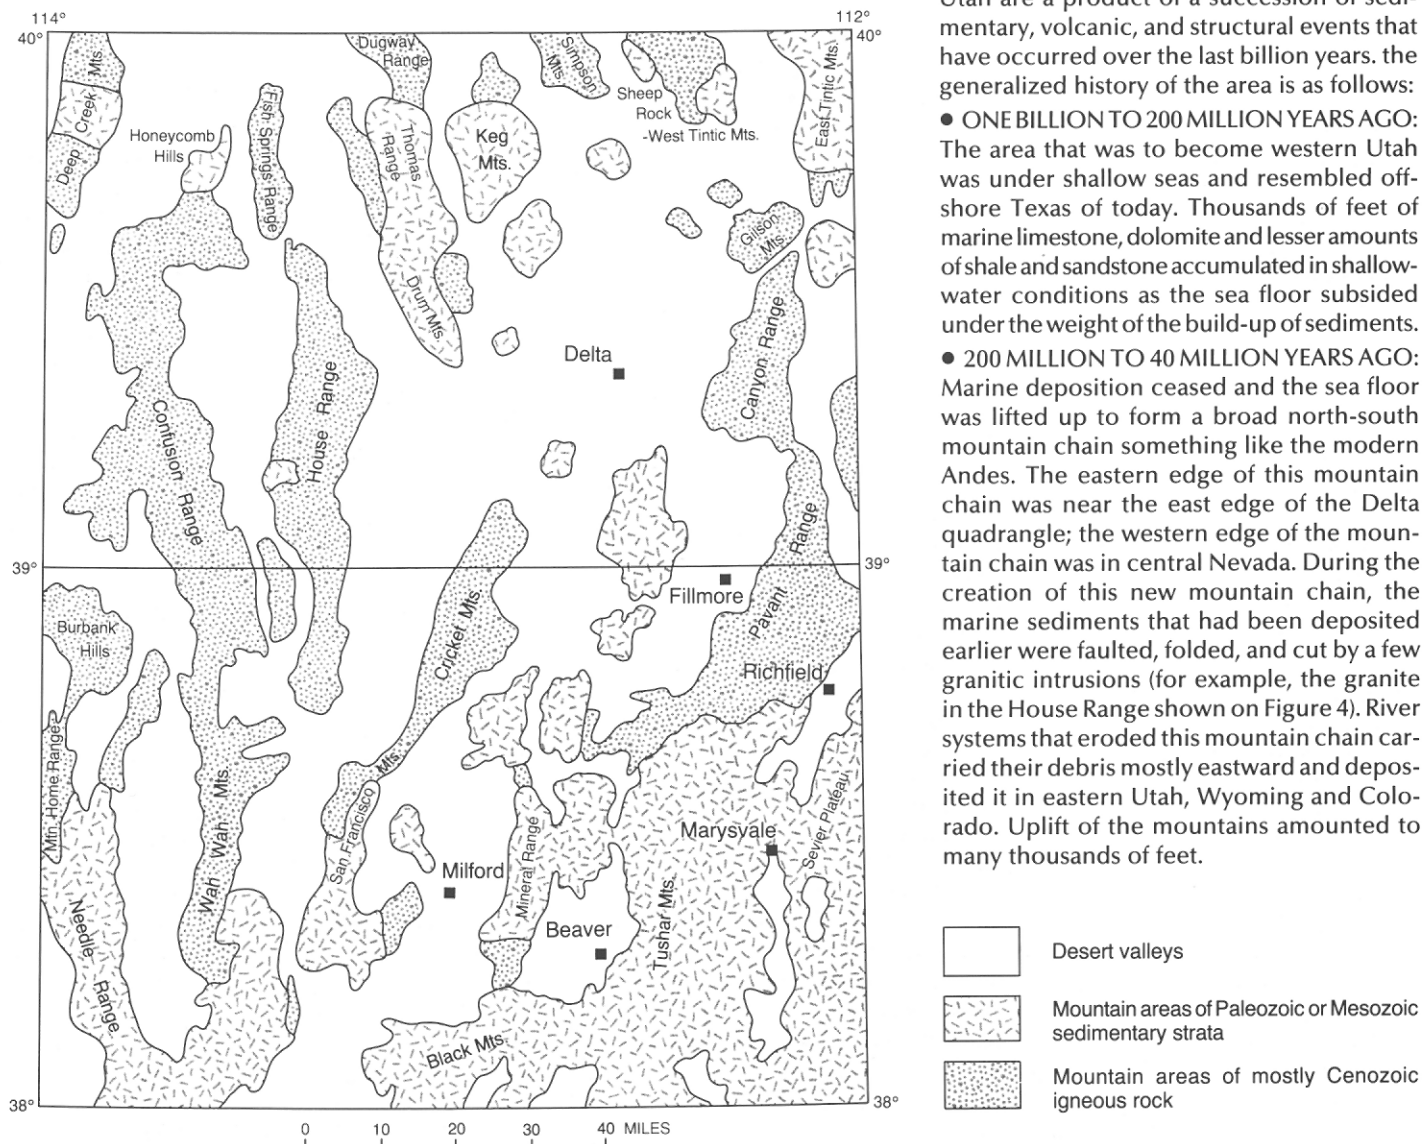 114°
112°
40°
40°
Dugway
Range
Simpson
Mts.
Sheep
Rock
-West Tintic Mts.
East Tintic Mts.
Deep Creek Mts.
Honeycomb
Hills
Fish Springs Range
Thomas
Range
Keg
Mts.
Gilson
Mts.
Drum Mts.
Delta
Canyon Range
House Range
Confusion Range
39°
39°
Fillmore
Pavant Range
Burbank
Hills
Cricket Mts.
Richfield
Mtn. Home Range
Wah Wah Mts.
San Francisco Mts.
Milford
Mineral Range
Beaver
Marysvale
Sevier Plateau
Tushar Mts.
Needle Range
Black Mts.
38°
38°
0 10 20 30 40 MILES
Utah are a product of a succession of sedi-
mentary, volcanic, and structural events that
have occurred over the last billion years. the
generalized history of the area is as follows:
● ONE BILLION TO 200 MILLION YEARS AGO:
The area that was to become western Utah
was under shallow seas and resembled off-
shore Texas of today. Thousands of feet of
marine limestone, dolomite and lesser amounts
of shale and sandstone accumulated in shallow-
water conditions as the sea floor subsided
under the weight of the build-up of sediments.
● 200 MILLION TO 40 MILLION YEARS AGO:
Marine deposition ceased and the sea floor
was lifted up to form a broad north-south
mountain chain something like the modern
Andes. The eastern edge of this mountain
chain was near the east edge of the Delta
quadrangle; the western edge of the moun-
tain chain was in central Nevada. During the
creation of this new mountain chain, the
marine sediments that had been deposited
earlier were faulted, folded, and cut by a few
granitic intrusions (for example, the granite
in the House Range shown on Figure 4). River
systems that eroded this mountain chain car-
ried their debris mostly eastward and depos-
ited it in eastern Utah, Wyoming and Colo-
rado. Uplift of the mountains amounted to
many thousands of feet.
Desert valleys
Mountain areas of Paleozoic or Mesozoic
sedimentary strata
Mountain areas of mostly Cenozoic
igneous rock